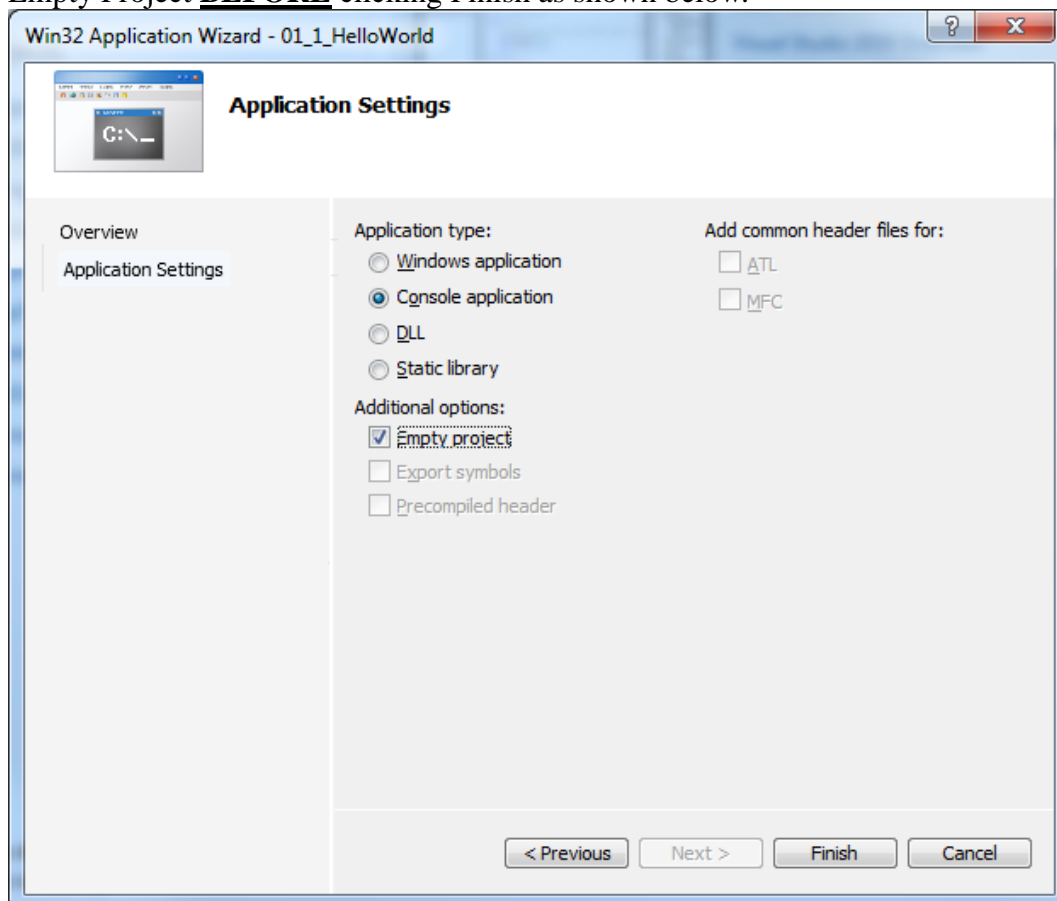 Empty Project BEFORE clicking Finish as shown below.
Win32 Application Wizard - 01_1_HelloWorld
Application Settings
C:\_
Overview
Application Settings
Application type:
Windows application
Console application
DLL
Static library
Additional options:
Empty project
Export symbols
Precompiled header
Add common header files for:
ATL
MFC
< Previous
Next >
Finish
Cancel